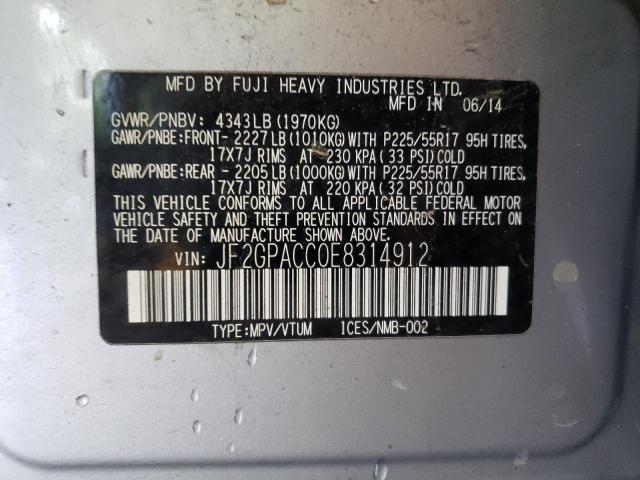 MFD BY FUJI HEAVY INDUSTRIES LTD.
MFD IN 06/14
GVWR/PNBV: 4343LB (1970KG)
GAWR/PNBE:FRONT- 2227LB (1010KG) WITH P225/55R17 95H TIRES,
17X7J RIMS AT 230 KPA (33 PSI) COLD
GAWR/PNBE:REAR - 2205LB (1000KG) WITH P225/55R17 95H TIRES,
17X7J RIMS AT 220 KPA (32 PSI) COLD
THIS VEHICLE CONFORMS TO ALL APPLICABLE FEDERAL MOTOR
VEHICLE SAFETY AND THEFT PREVENTION STANDARDS IN EFFECT ON
THE DATE OF MANUFACTURE SHOWN ABOVE.
VIN: JF2GPACC0E8314912
TYPE:MPV/VTUM ICES/NMB-002